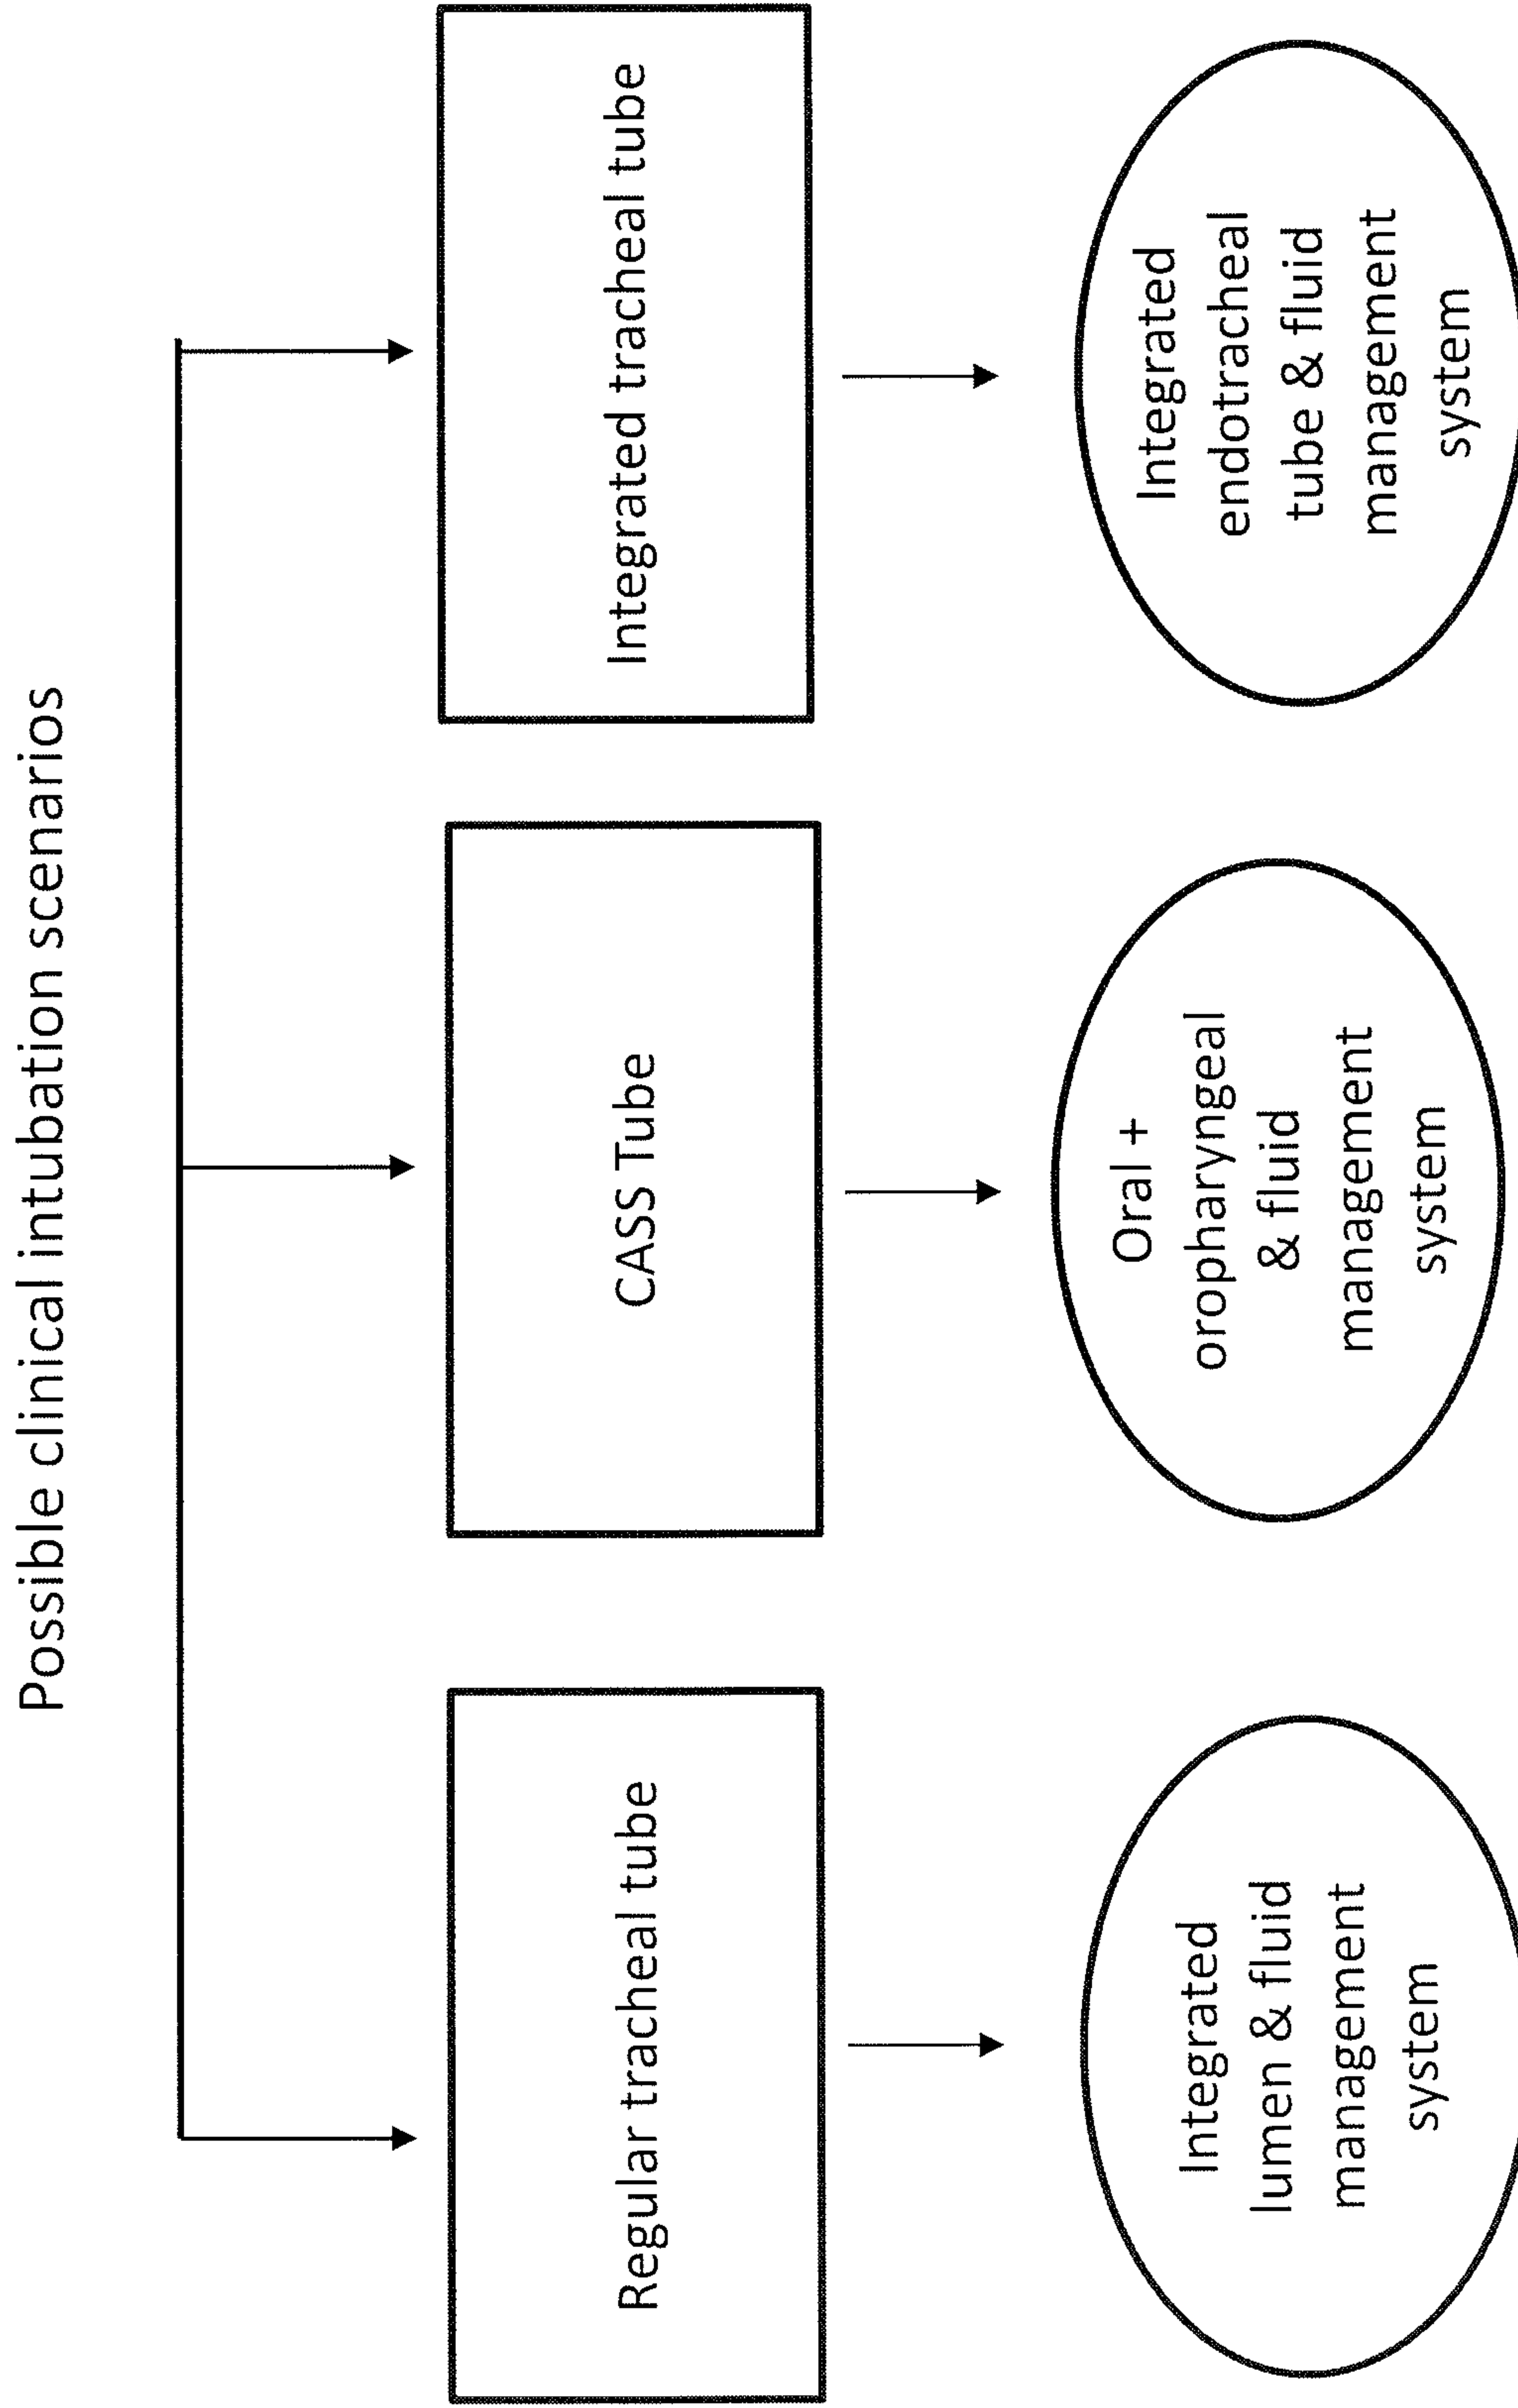 Possible clinical intubation scenarios
Regular tracheal tube
CASS Tube
Integrated tracheal tube
Integrated
lumen & fluid
management
system
Oral +
oropharyngeal
& fluid
management
system
Integrated
endotracheal
tube & fluid
management
system